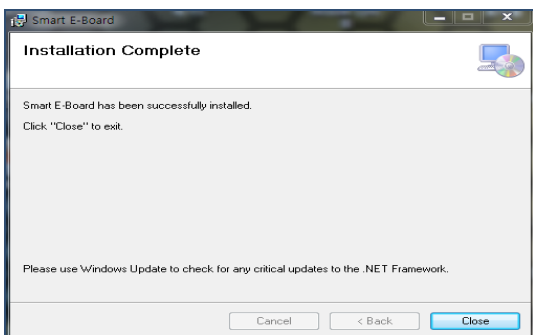 Smart E-Board
Installation Complete
Smart E-Board has been successfully installed.
Click "Close" to exit.
Please use Windows Update to check for any critical updates to the .NET Framework.
Cancel
< Back
Close